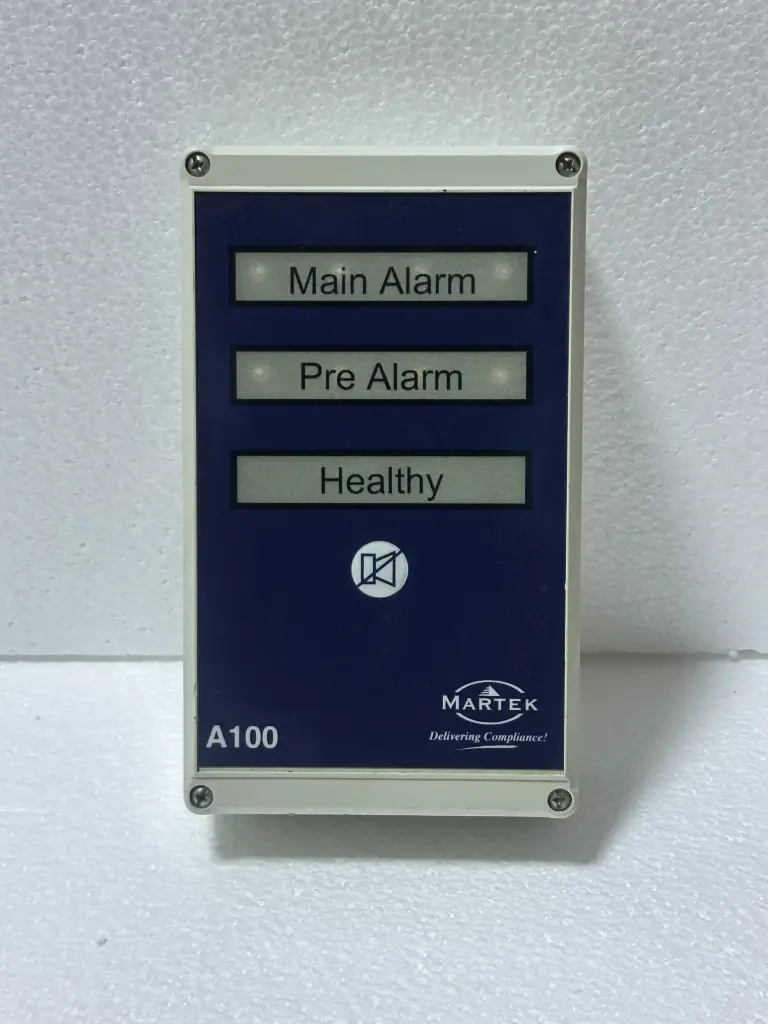 Main Alarm
Pre Alarm
Healthy
MARTEK
Delivering Compliance!
A100